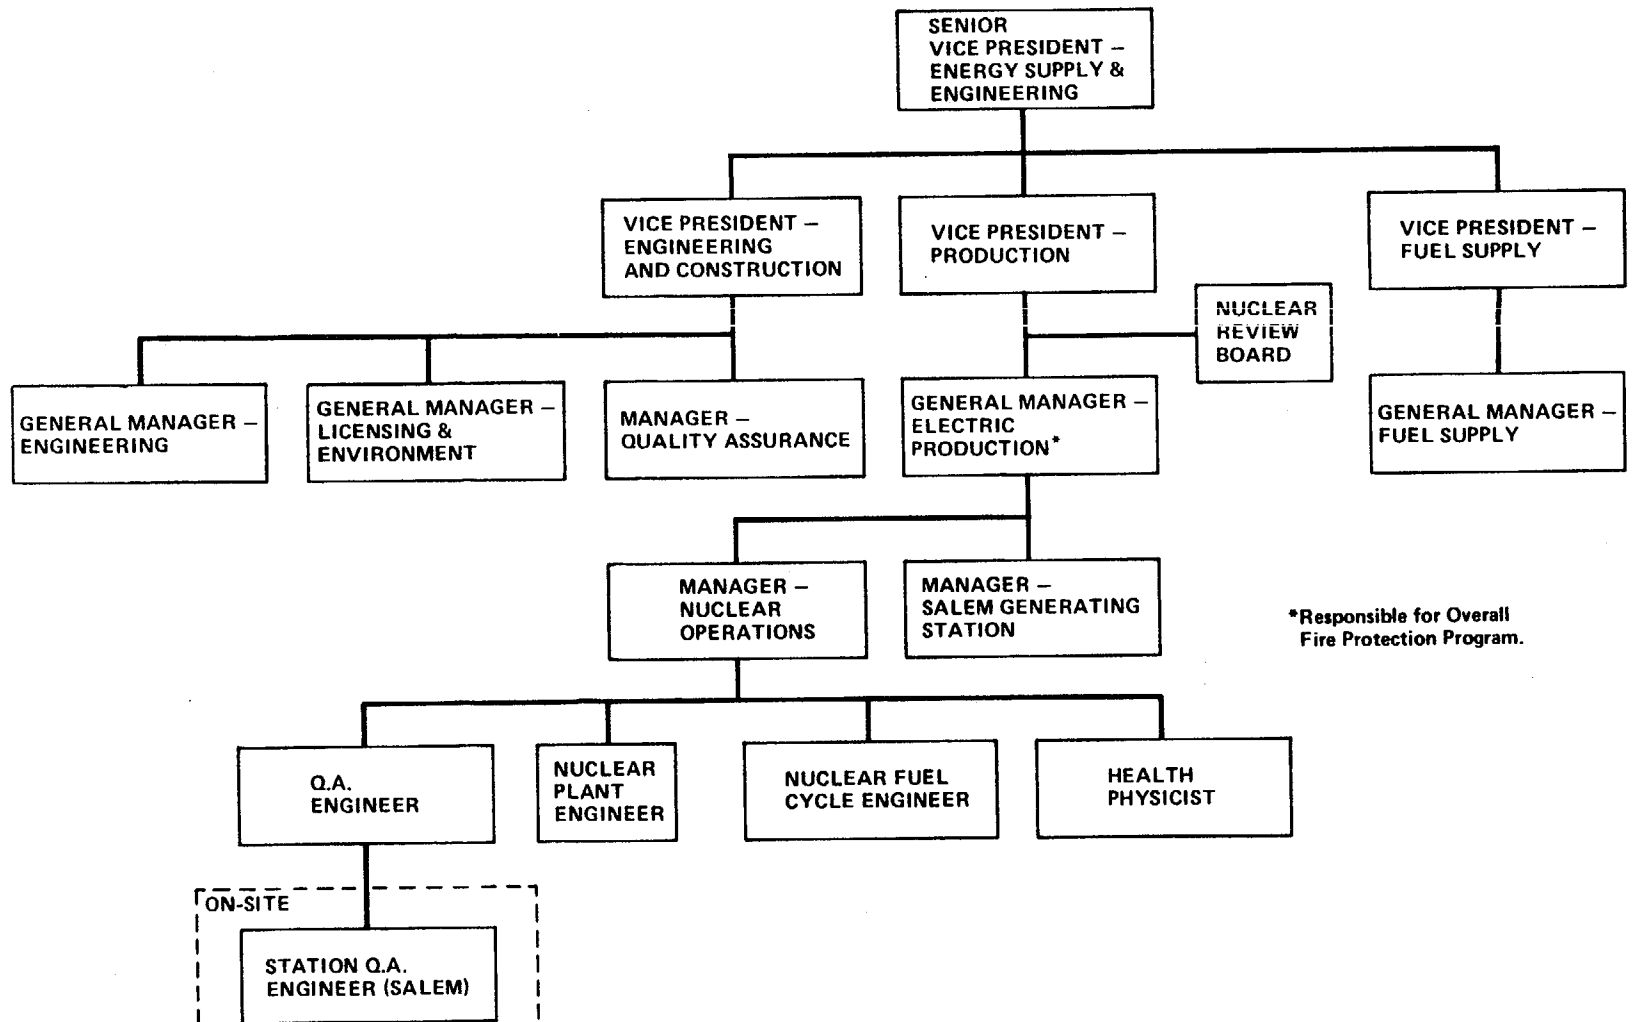 SENIOR
VICE PRESIDENT –
ENERGY SUPPLY &
ENGINEERING
VICE PRESIDENT –
ENGINEERING
AND CONSTRUCTION
VICE PRESIDENT –
PRODUCTION
VICE PRESIDENT –
FUEL SUPPLY
NUCLEAR
REVIEW
BOARD
GENERAL MANAGER –
ENGINEERING
GENERAL MANAGER –
LICENSING &
ENVIRONMENT
MANAGER –
QUALITY ASSURANCE
GENERAL MANAGER –
ELECTRIC
PRODUCTION*
GENERAL MANAGER –
FUEL SUPPLY
MANAGER –
NUCLEAR
OPERATIONS
MANAGER –
SALEM GENERATING
STATION
*Responsible for Overall
Fire Protection Program.
Q.A.
ENGINEER
NUCLEAR
PLANT
ENGINEER
NUCLEAR FUEL
CYCLE ENGINEER
HEALTH
PHYSICIST
ON-SITE
STATION Q.A.
ENGINEER (SALEM)